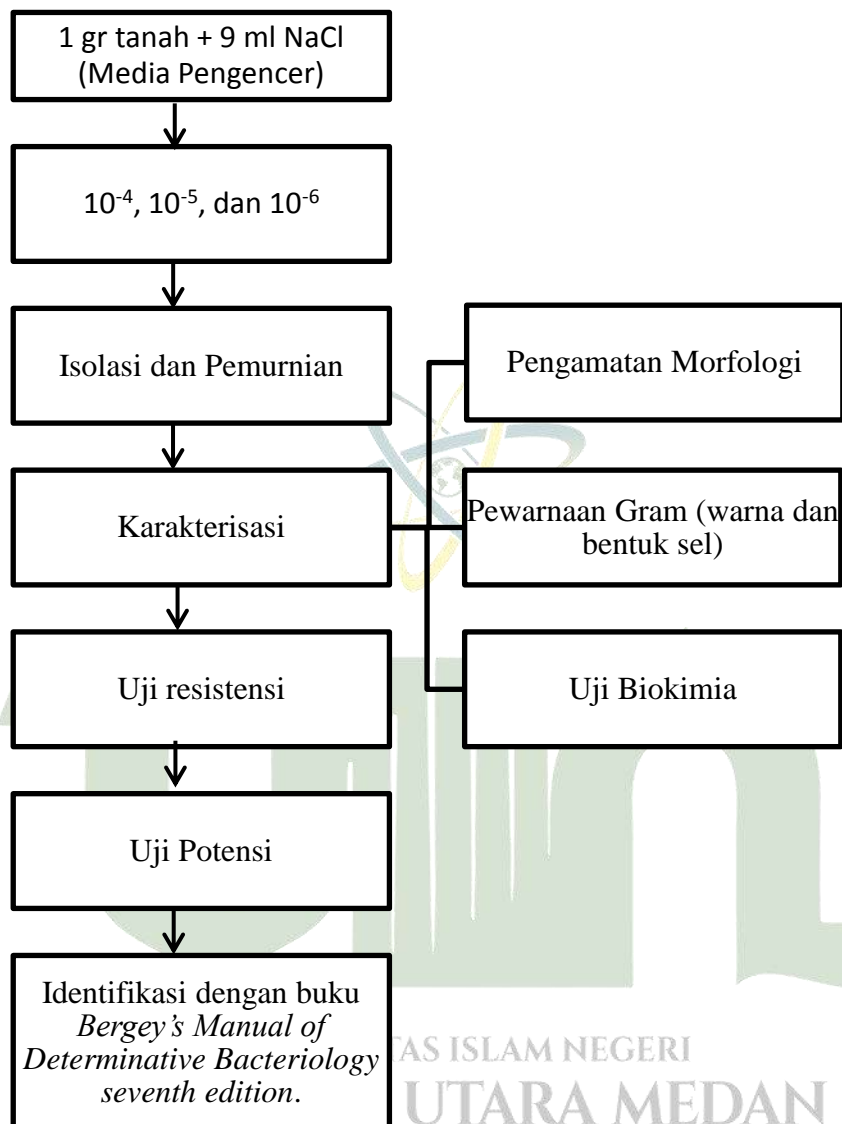 1 gr tanah + 9 ml NaCl
(Media Pengencer)
10⁻⁴, 10⁻⁵, dan 10⁻⁶
Isolasi dan Pemurnian
Pengamatan Morfologi
Karakterisasi
Pewarnaan Gram (warna dan
bentuk sel)
Uji resistensi
Uji Biokimia
Uji Potensi
Identifikasi dengan buku
Bergey's Manual of
Determinative Bacteriology
seventh edition.
TAS ISLAM NEGERI
UTARA MEDAN